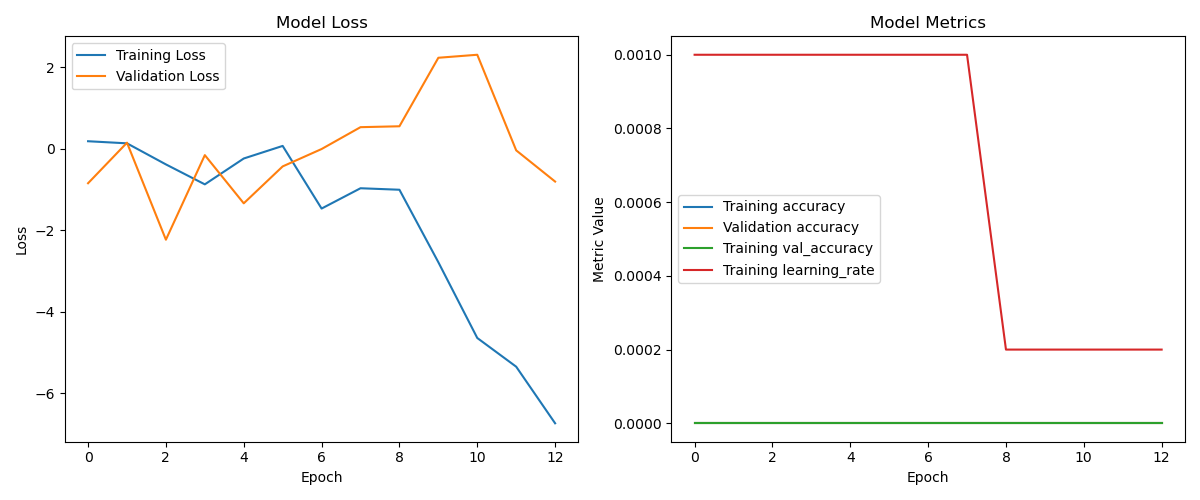 Model Loss
Training Loss
Validation Loss
2
0
−2
−4
−6
Loss
0 2 4 6 8 10 12
Epoch
Model Metrics
0.0010
0.0008
0.0006
0.0004
0.0002
0.0000
Metric Value
Training accuracy
Validation accuracy
Training val_accuracy
Training learning_rate
0 2 4 6 8 10 12
Epoch